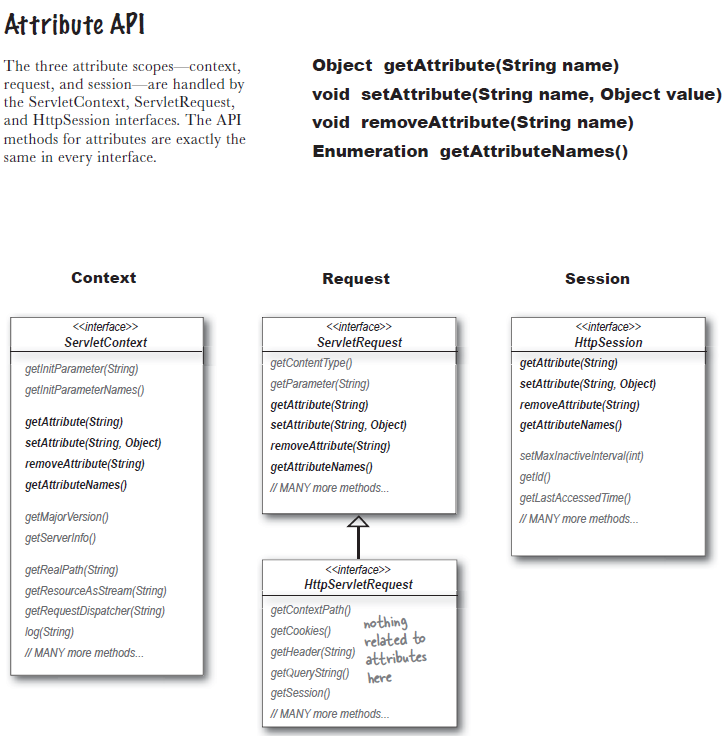 Attribute API
The three attribute scopes—context,
request, and session—are handled by
the ServletContext, ServletRequest,
and HttpSession interfaces. The API
methods for attributes are exactly the
same in every interface.
Object getAttribute(String name)
void setAttribute(String name, Object value)
void removeAttribute(String name)
Enumeration getAttributeNames()
Context
<<interface>>
ServletContext
getInitParameter(String)
getInitParameterNames()
getAttribute(String)
setAttribute(String, Object)
removeAttribute(String)
getAttributeNames()
getMajorVersion()
getServerInfo()
getRealPath(String)
getResourceAsStream(String)
getRequestDispatcher(String)
log(String)
// MANY more methods...
Request
<<interface>>
ServletRequest
getContentType()
getParameter(String)
getAttribute(String)
setAttribute(String, Object)
removeAttribute(String)
getAttributeNames()
// MANY more methods...
<<interface>>
HttpServletRequest
getContextPath()
getCookies()
getHeader(String)
getQueryString()
getSession()
// MANY more methods...
nothing
related to
attributes
here
Session
<<interface>>
HttpSession
getAttribute(String)
setAttribute(String, Object)
removeAttribute(String)
getAttributeNames()
setMaxInactiveInterval(int)
getId()
getLastAccessedTime()
// MANY more methods...